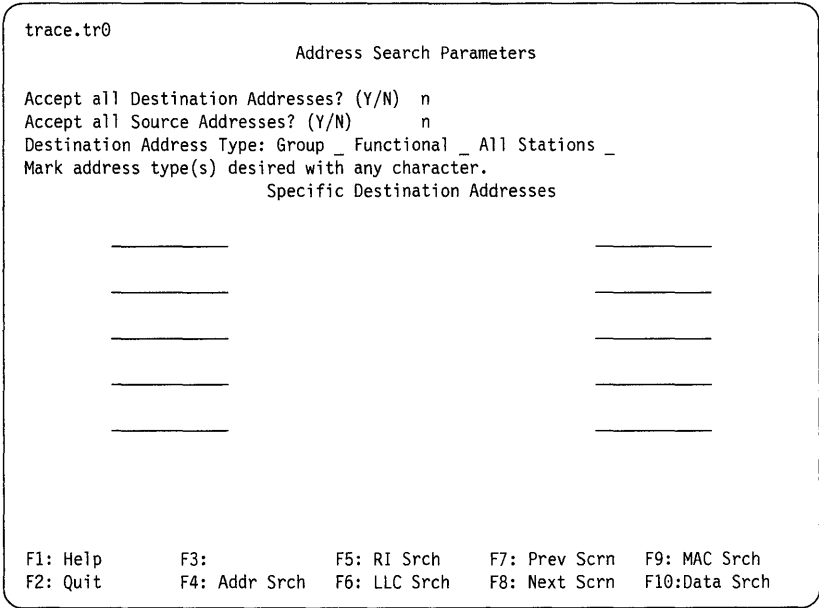 trace.tr0
Address Search Parameters
Accept all Destination Addresses? (Y/N) n
Accept all Source Addresses? (Y/N) n
Destination Address Type: Group _ Functional _ All Stations _
Mark address type(s) desired with any character.
Specific Destination Addresses
F1: Help F3: F5: RI Srch F7: Prev Scrn F9: MAC Srch
F2: Quit F4: Addr Srch F6: LLC Srch F8: Next Scrn F10:Data Srch